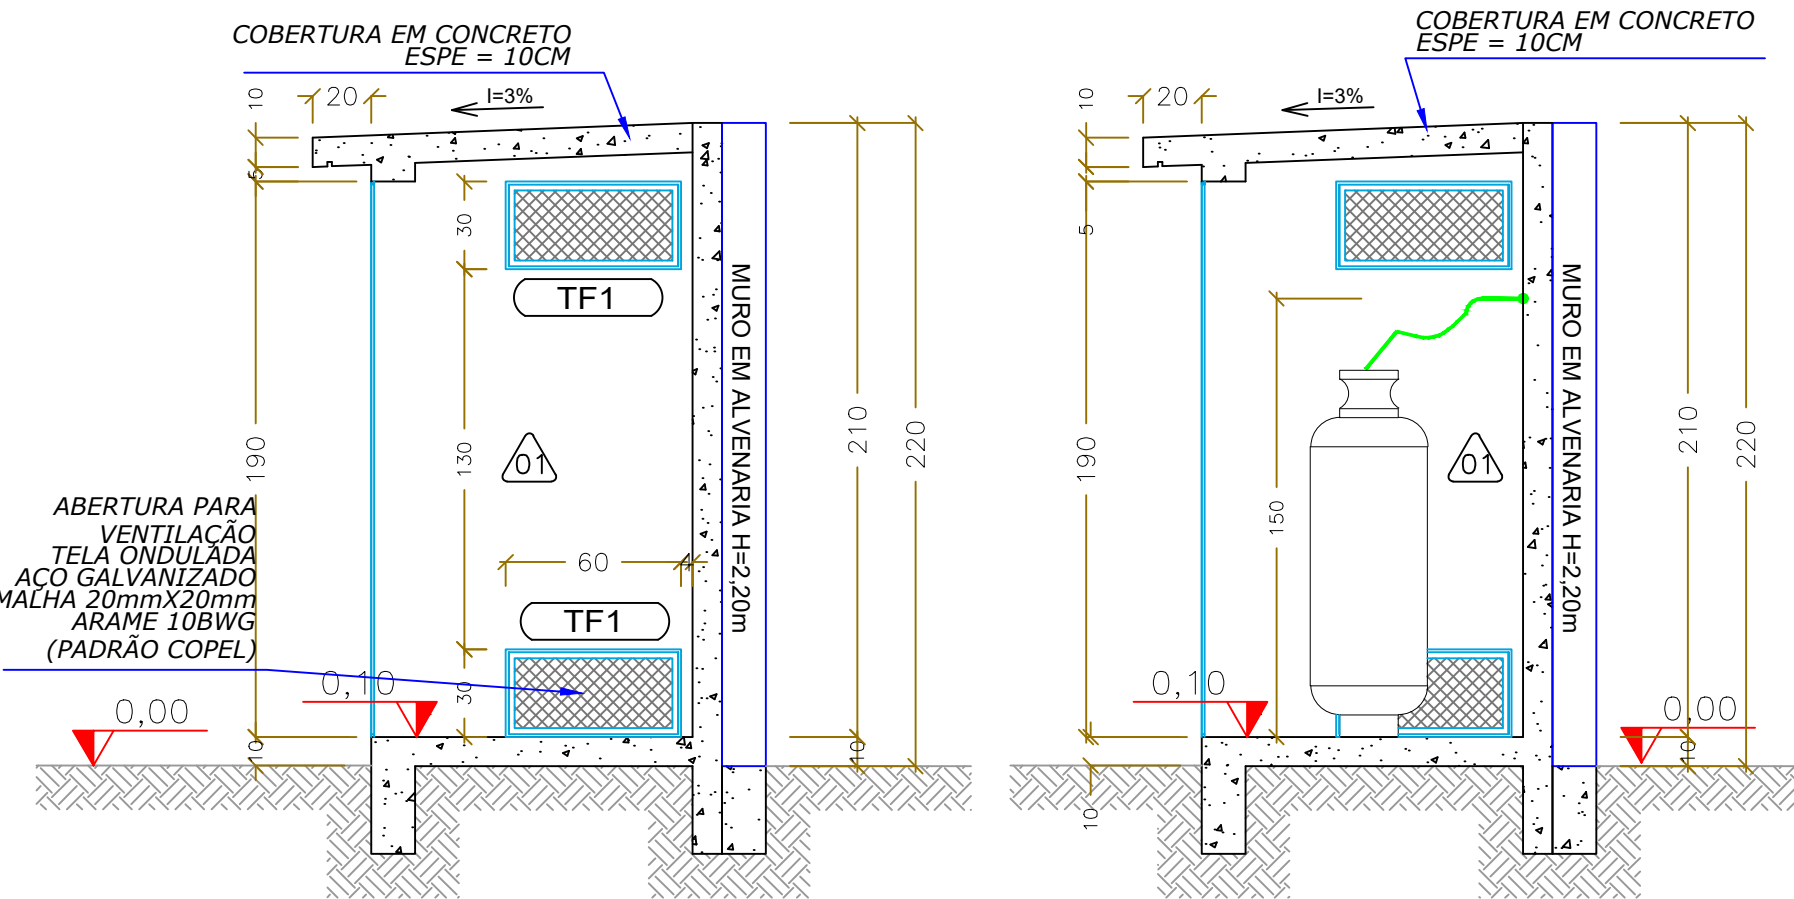 COBERTURA EM CONCRETO
ESPE = 10CM
10
20
I=3%
5
30
TF1
MURO EM ALVENARIA H=2,20m
190
130
01
210
220
ABERTURA PARA
VENTILAÇÃO
TELA ONDULADA
AÇO GALVANIZADO
MALHA 20mmX20mm
ARAME 10BWG
(PADRÃO COPEL)
60
4
TF1
0,10
30
0,00
10
10
COBERTURA EM CONCRETO
ESPE = 10CM
10
20
I=3%
5
MURO EM ALVENARIA H=2,20m
190
150
01
210
220
0,10
0,00
10
10